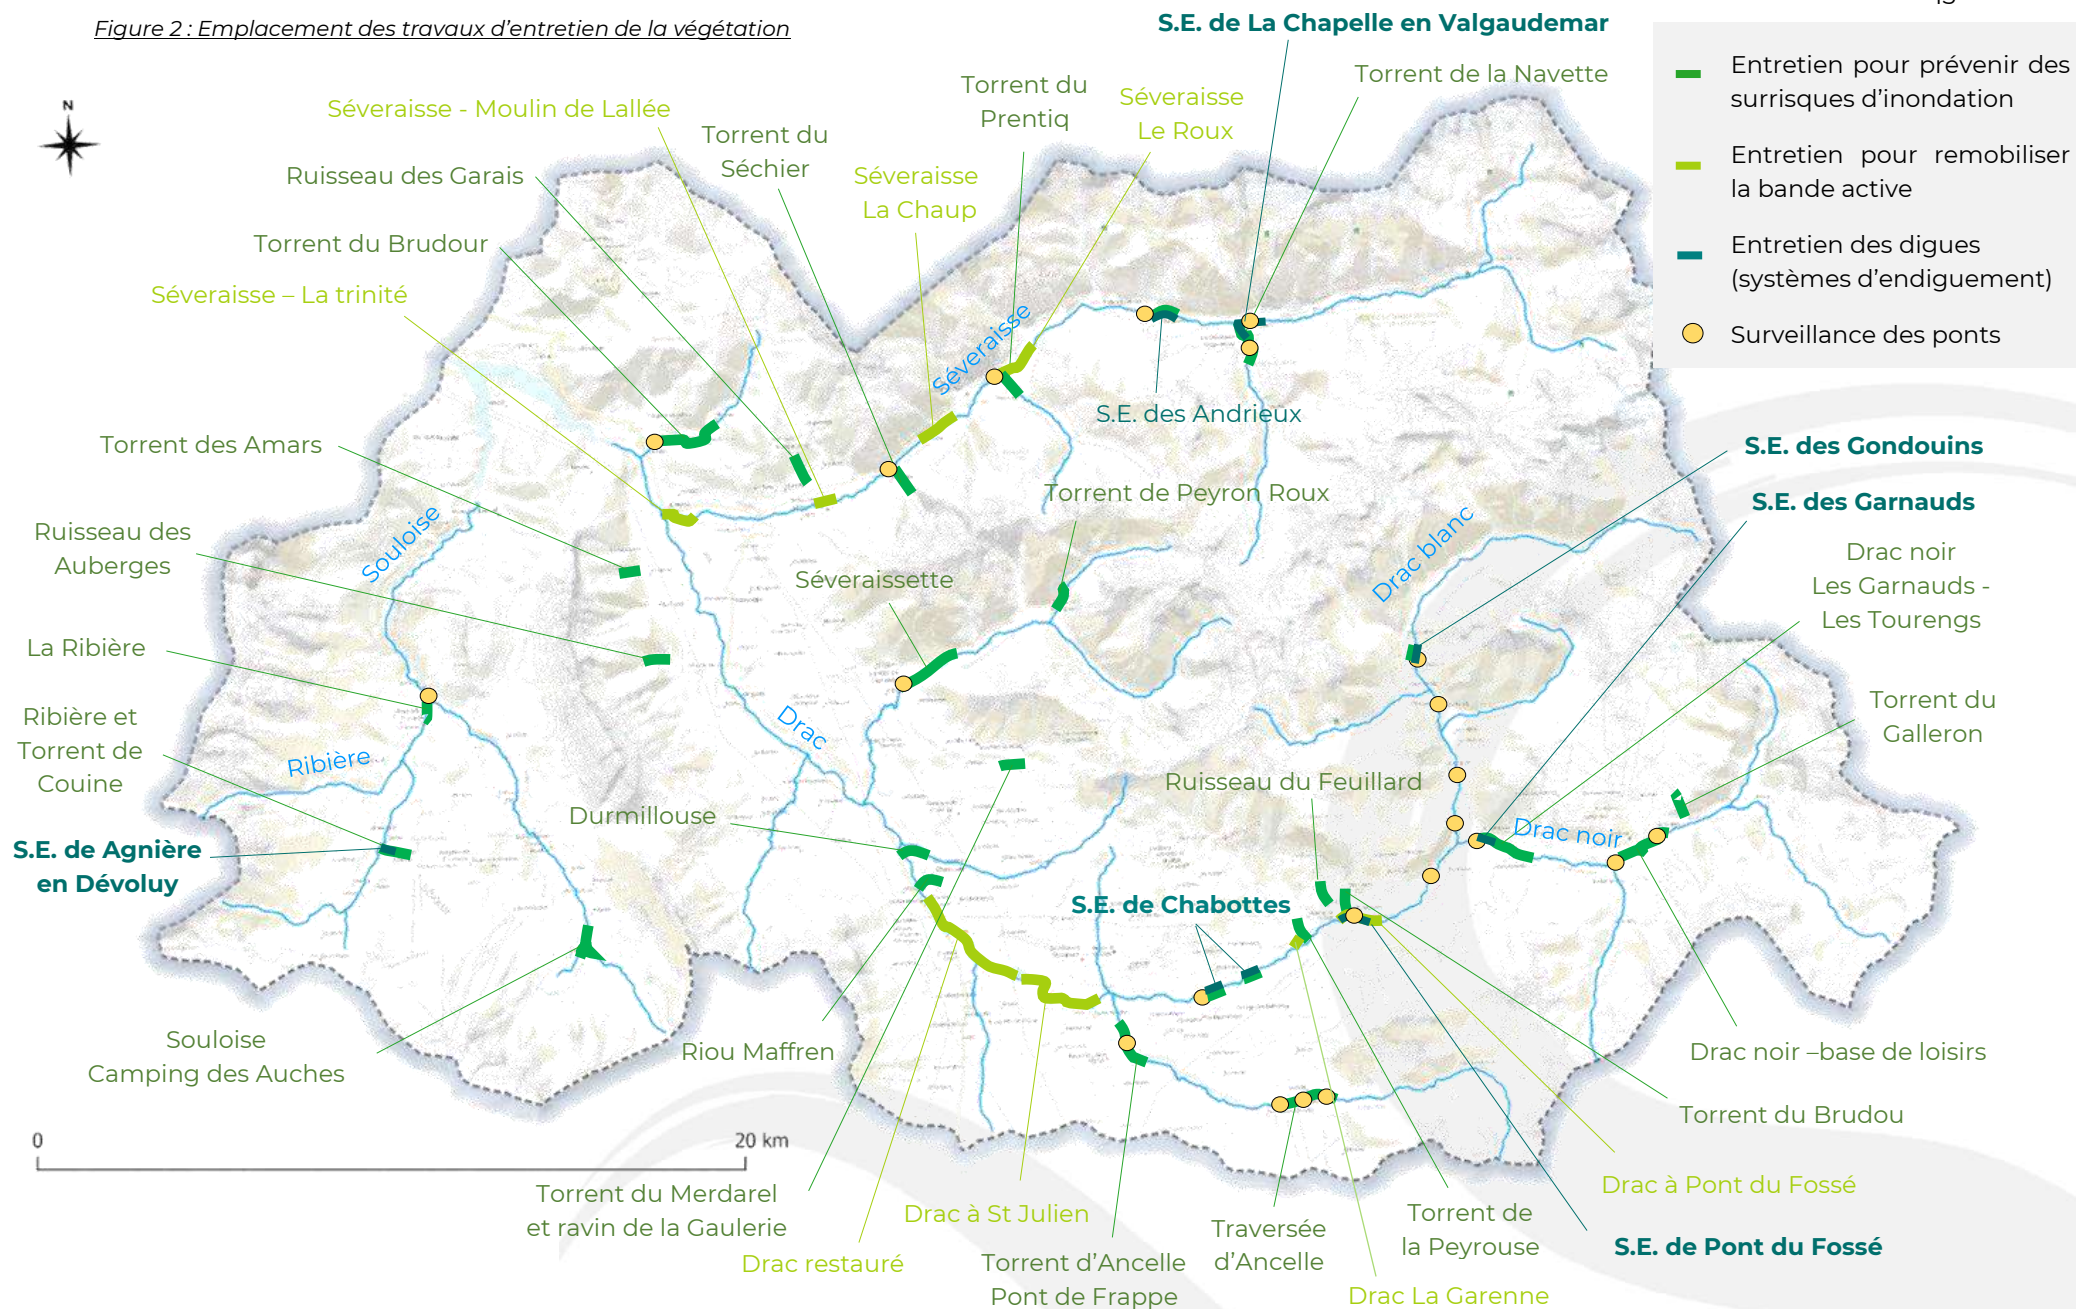 Figure 2 : Emplacement des travaux d'entretien de la végétation
S.E. de La Chapelle en Valgaudemar
Entretien pour prévenir des
surrisques d'inondation
Entretien pour remobiliser
la bande active
Entretien des digues
(systèmes d'endiguement)
Surveillance des ponts
N
Séveraisse - Moulin de Lallée
Torrent du
Séchier
Torrent du
Prentiq
Séveraisse
Le Roux
Torrent de la Navette
Ruisseau des Garais
Séveraisse
La Chaup
Torrent du Brudour
Séveraisse – La trinité
Séveraisse
S.E. des Andrieux
Torrent des Amars
S.E. des Gondouins
Torrent de Peyron Roux
S.E. des Garnauds
Ruisseau des
Auberges
Souloise
Séveraissette
Drac blanc
Drac noir
Les Garnauds -
Les Tourengs
La Ribière
Ribière et
Torrent de
Couine
Ribière
Drac
Torrent du
Galleron
Ruisseau du Feuillard
Durmillouse
Drac noir
S.E. de Agnière
en Dévoluy
S.E. de Chabottes
Souloise
Camping des Auches
Riou Maffren
Drac noir –base de loisirs
Torrent du Brudou
0
20 km
Torrent du Merdarel
et ravin de la Gaulerie
Drac restauré
Drac à St Julien
Torrent d'Ancelle
Pont de Frappe
Traversée
d'Ancelle
Torrent de
la Peyrouse
Drac La Garenne
Drac à Pont du Fossé
S.E. de Pont du Fossé